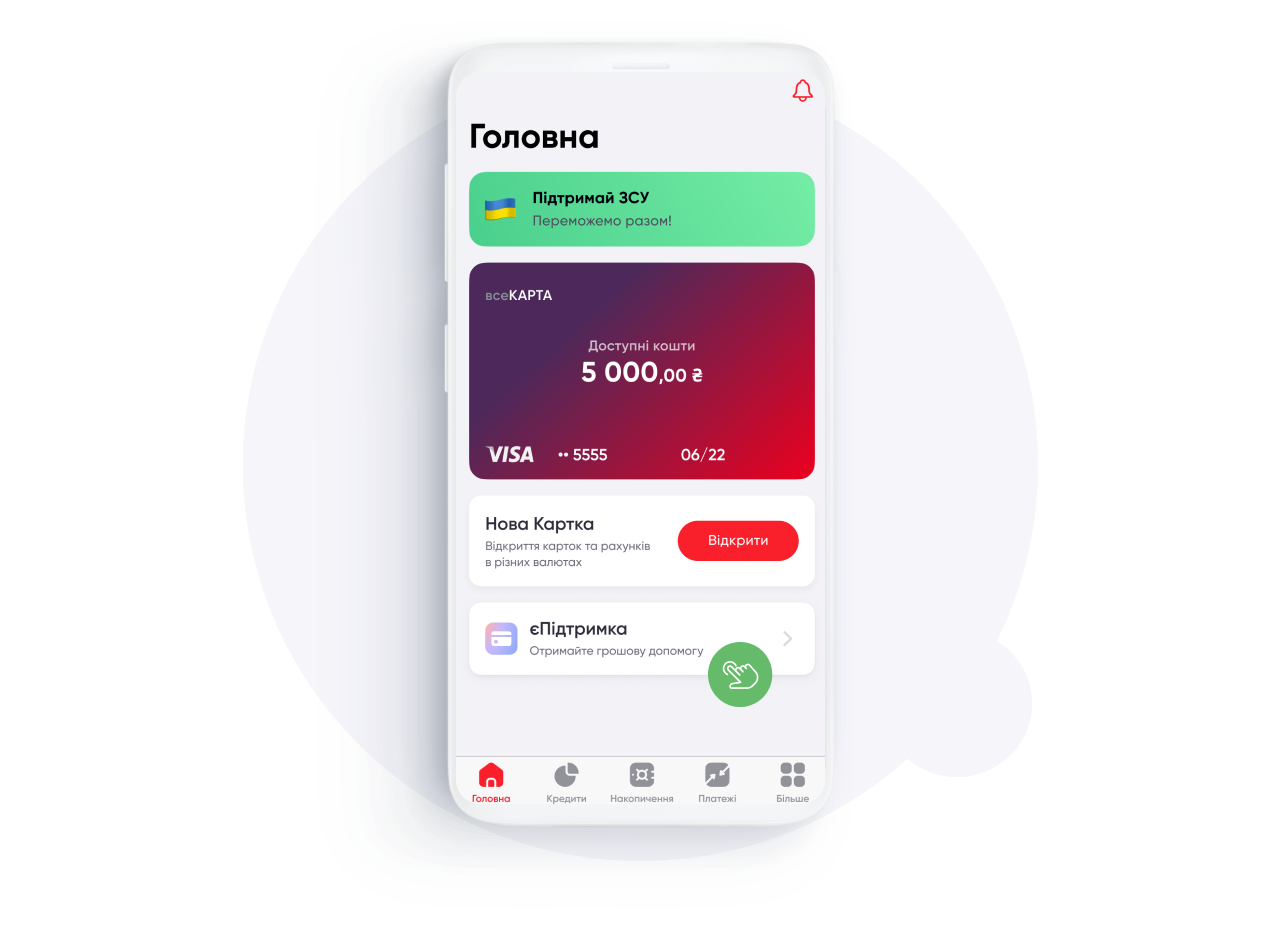 Головна
Підтримай ЗСУ
Переможемо разом!
всеКАРТА
Доступні кошти
5 000,00 ₴
VISA •• 5555 06/22
Нова Картка
Відкриття карток та рахунків
в різних валютах
Відкрити
єПідтримка
Отримайте грошову допомогу
Головна Кредити Накопичення Платежі Більше